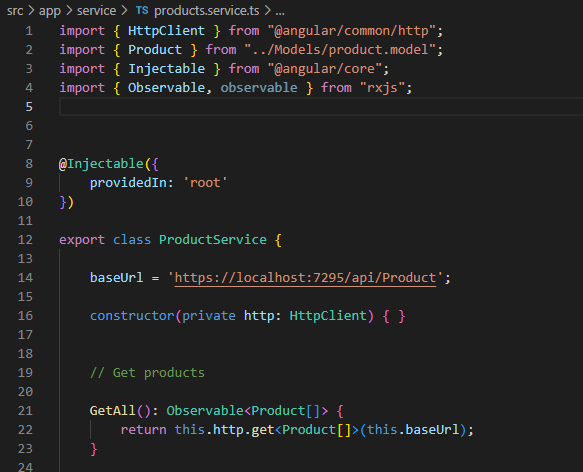 src > app > service > TS products.service.ts > ...
1 import { HttpClient } from "@angular/common/http";
2 import { Product } from "../Models/product.model";
3 import { Injectable } from "@angular/core";
4 import { Observable, observable } from "rxjs";
5
6
7
8 @Injectable({
9     providedIn: 'root'
10 })
11
12 export class ProductService {
13
14     baseUrl = 'https://localhost:7295/api/Product';
15
16     constructor(private http: HttpClient) { }
17
18
19     // Get products
20
21     GetAll(): Observable<Product[]> {
22         return this.http.get<Product[]>(this.baseUrl);
23     }
24